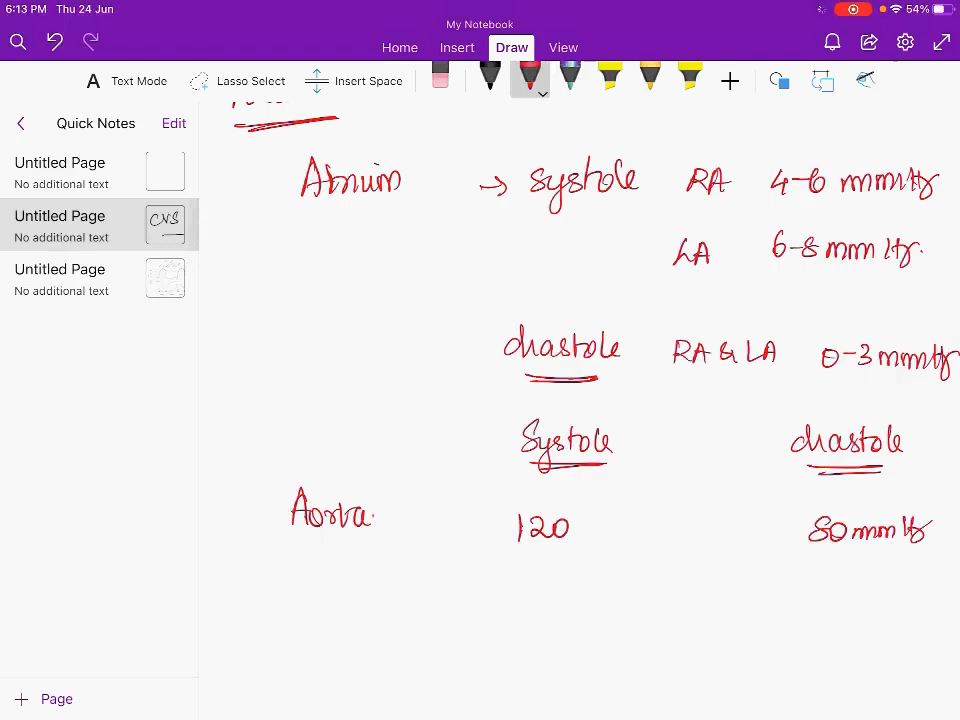 6:13 PM Thu 24 Jun 54%
My Notebook
Home Insert Draw View
Text Mode Lasso Select Insert Space
Quick Notes Edit
Untitled Page
No additional text
Untitled Page
No additional text
CNS
Untitled Page
No additional text
Atrium → systole RA 4-6 mmHg
LA 6-8 mmHg.
diastole RA & LA 0-3 mmHg
Systole diastole
Aorta. 120 80 mmHg
+ Page